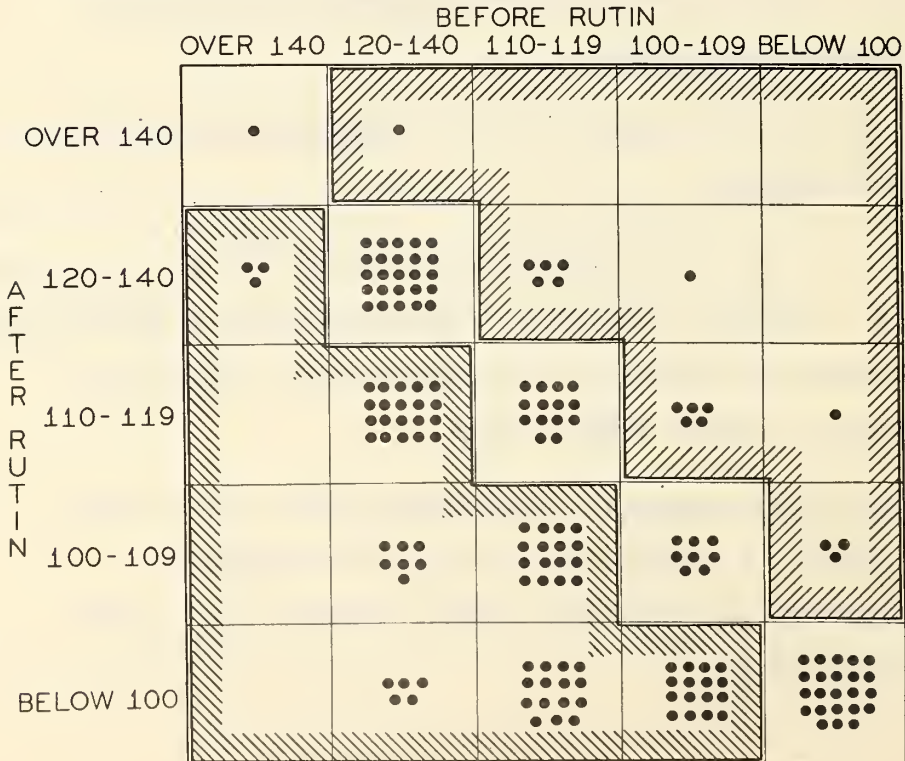 BEFORE RUTIN
OVER 140 120-140 110-119 100-109 BELOW 100
OVER 140
120-140
110-119
100-109
BELOW 100
AFTER RUTIN